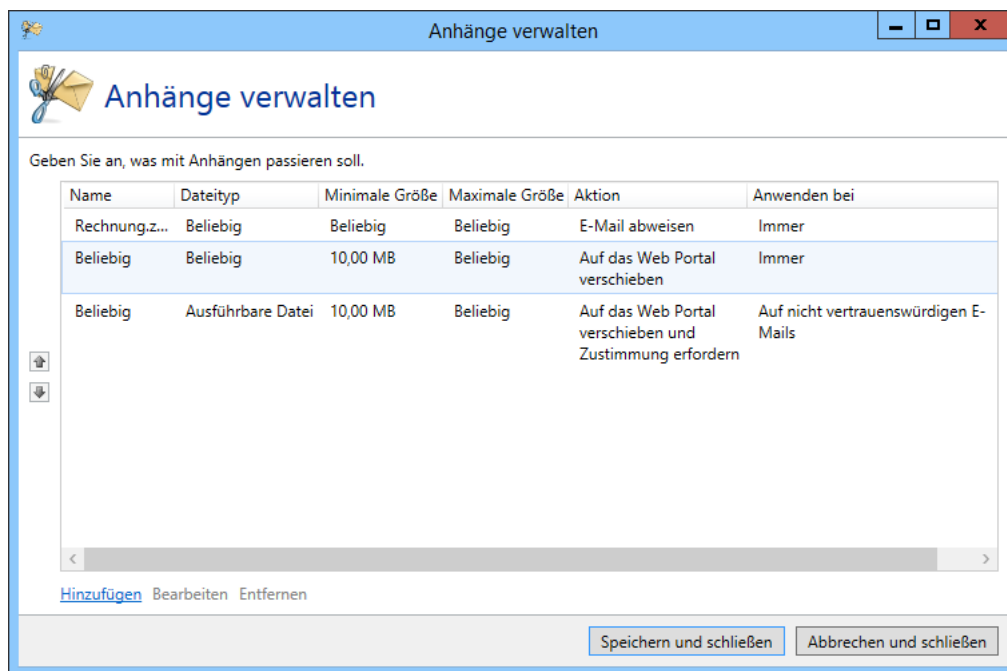 Anhänge verwalten
Anhänge verwalten
Geben Sie an, was mit Anhängen passieren soll.
Name Dateityp Minimale Größe Maximale Größe Aktion Anwenden bei
Rechnung.z... Beliebig Beliebig Beliebig E-Mail abweisen Immer
Beliebig Beliebig 10,00 MB Beliebig Auf das Web Portal Immer
verschieben
Beliebig Ausführbare Datei 10,00 MB Beliebig Auf das Web Portal Auf nicht vertrauenswürdigen E-
verschieben und Mails
Zustimmung erfordern
Hinzufügen Bearbeiten Entfernen
Speichern und schließen Abbrechen und schließen